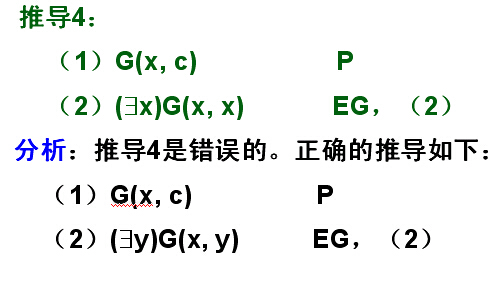 推导4：
（1）G(x, c) P
（2）(∃x)G(x, x) EG，（2）
分析：推导4是错误的。正确的推导如下：
（1）G(x, c) P
（2）(∃y)G(x, y) EG，（2）